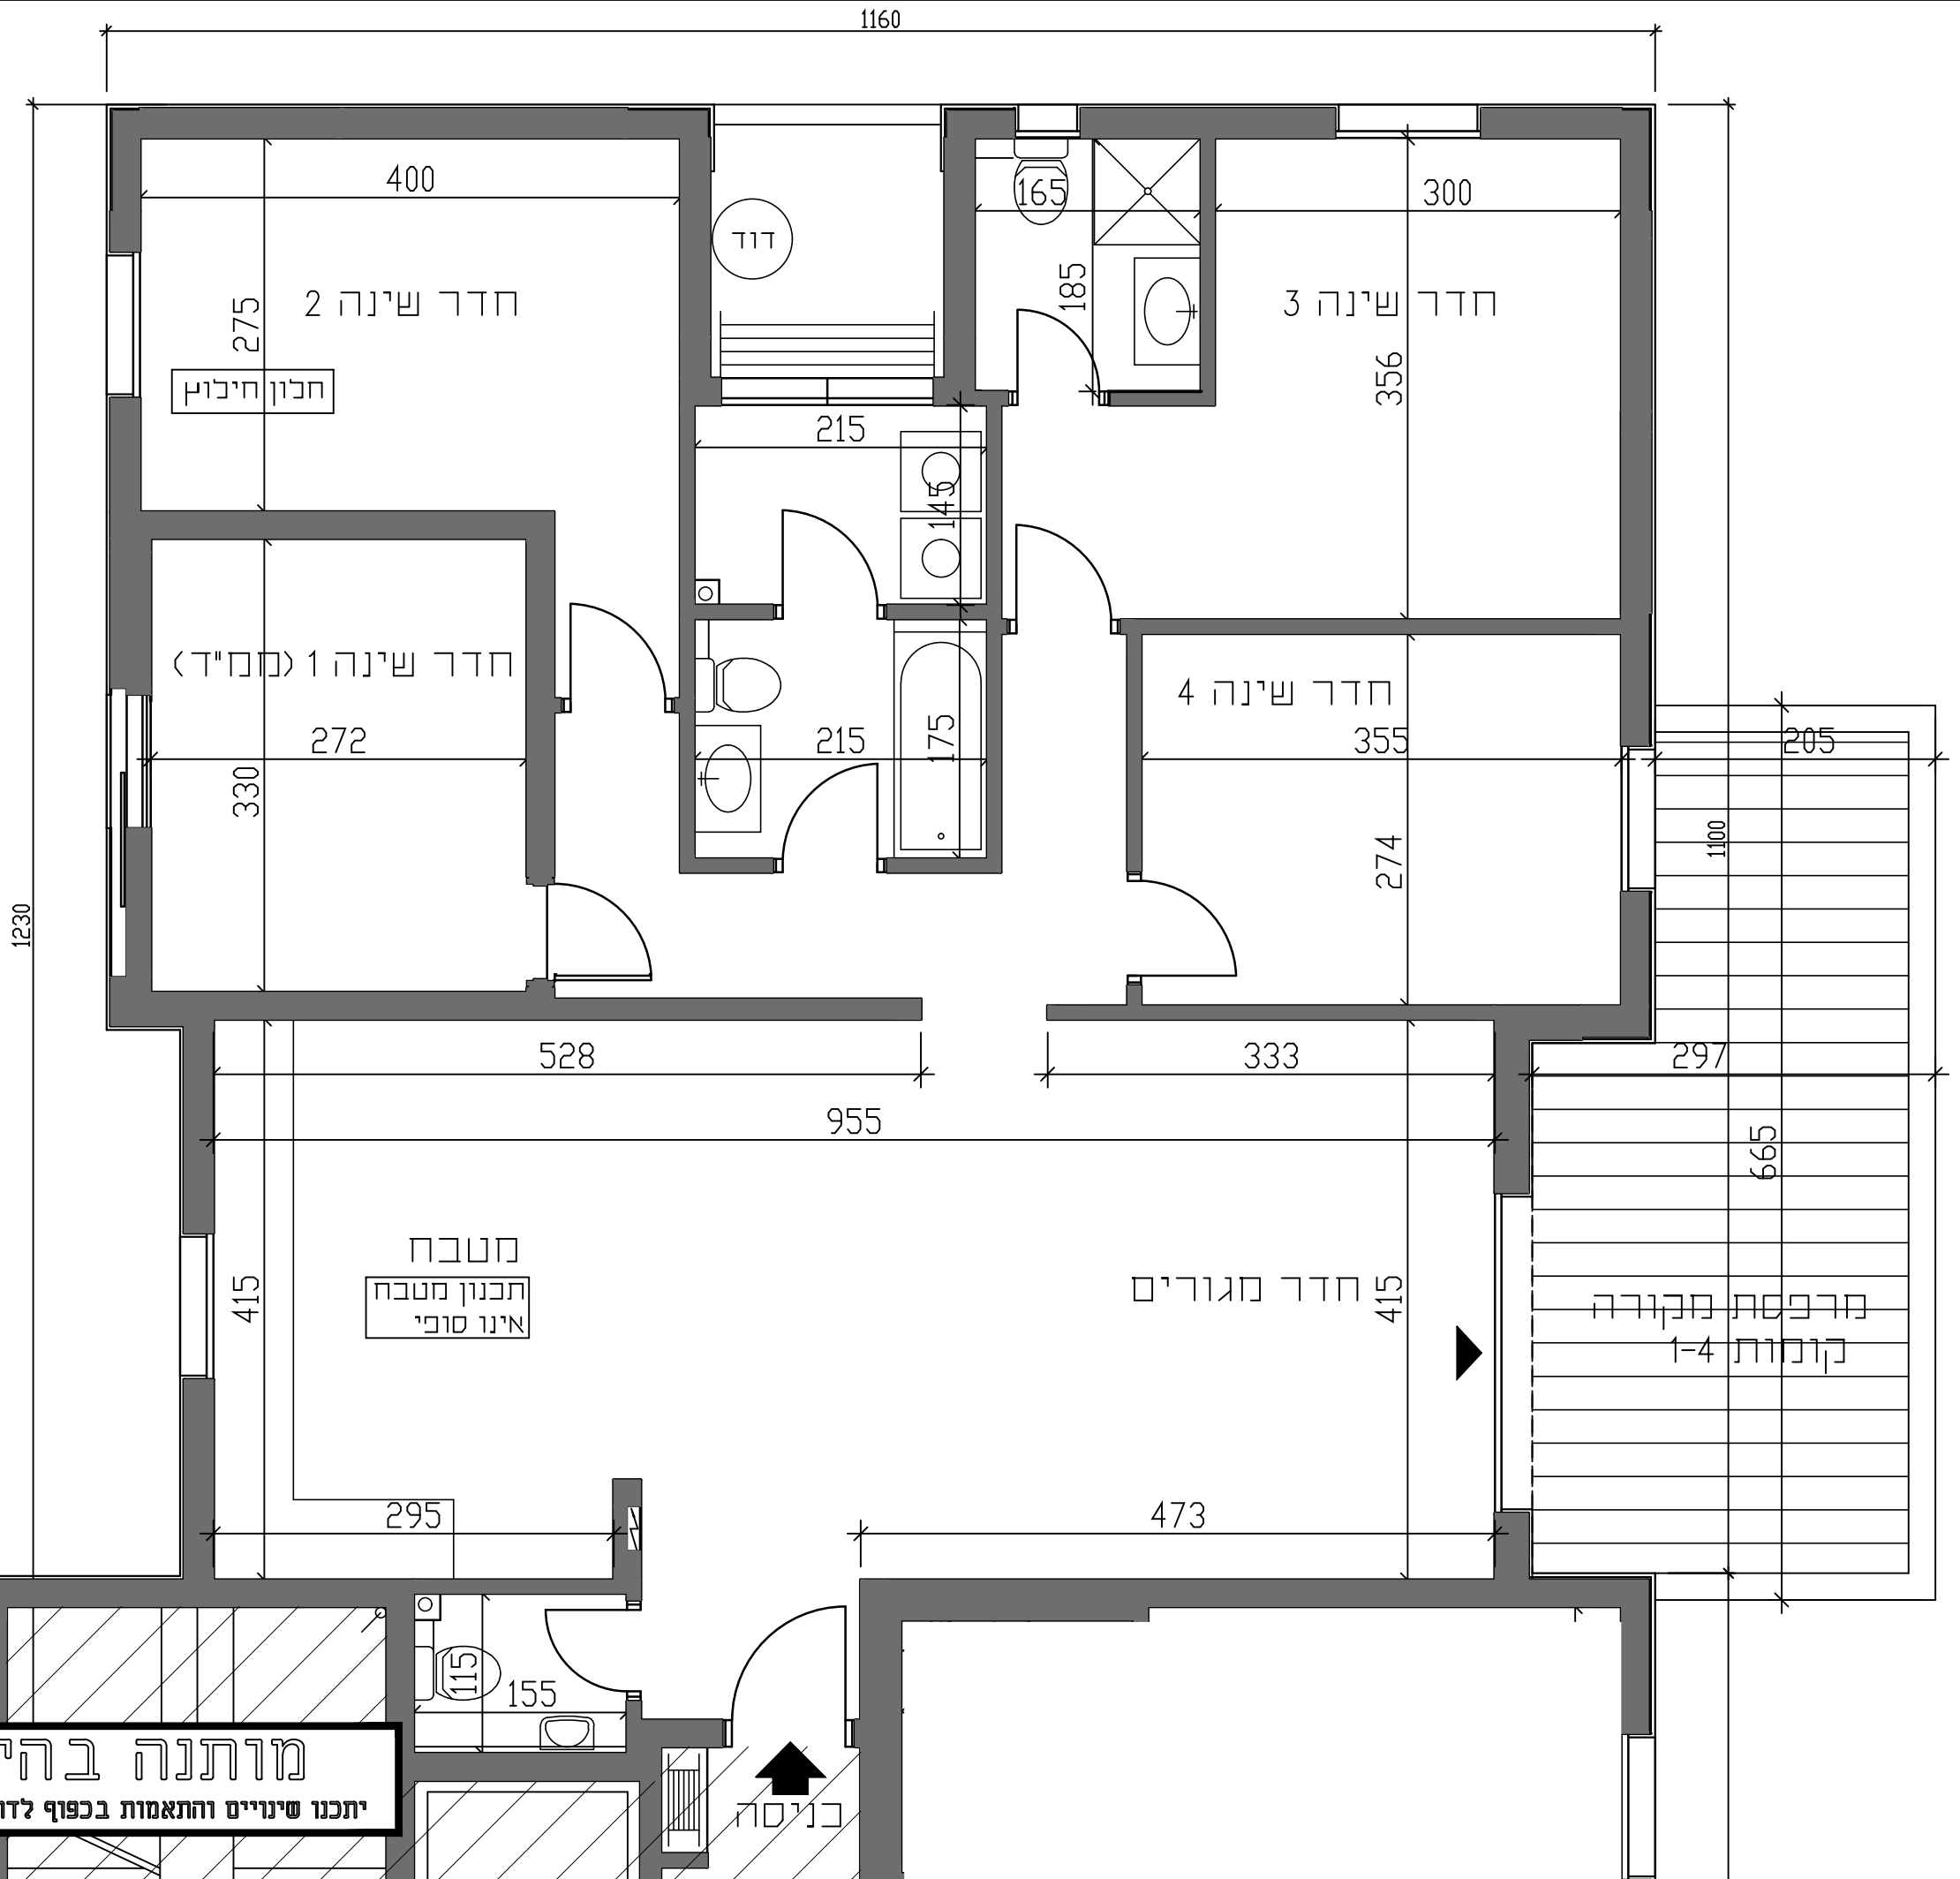 1160
400
דוד
165
300
185
275
חדר שינה 2
חדר שינה 3
חלון חילוץ
356
215
145
חדר שינה 1 (ממ"ד)
חדר שינה 4
272
215
175
355
205
330
274
1100
1230
528
333
297
955
665
מטבח
תכנון מטבח
אינו סופי
415
חדר מגורים
415
מרפסת מקורה
קומות 1-4
295
473
115
155
כניסה
מותנה בהי
יתכנו שינויים והתאמות בכפוף לדו